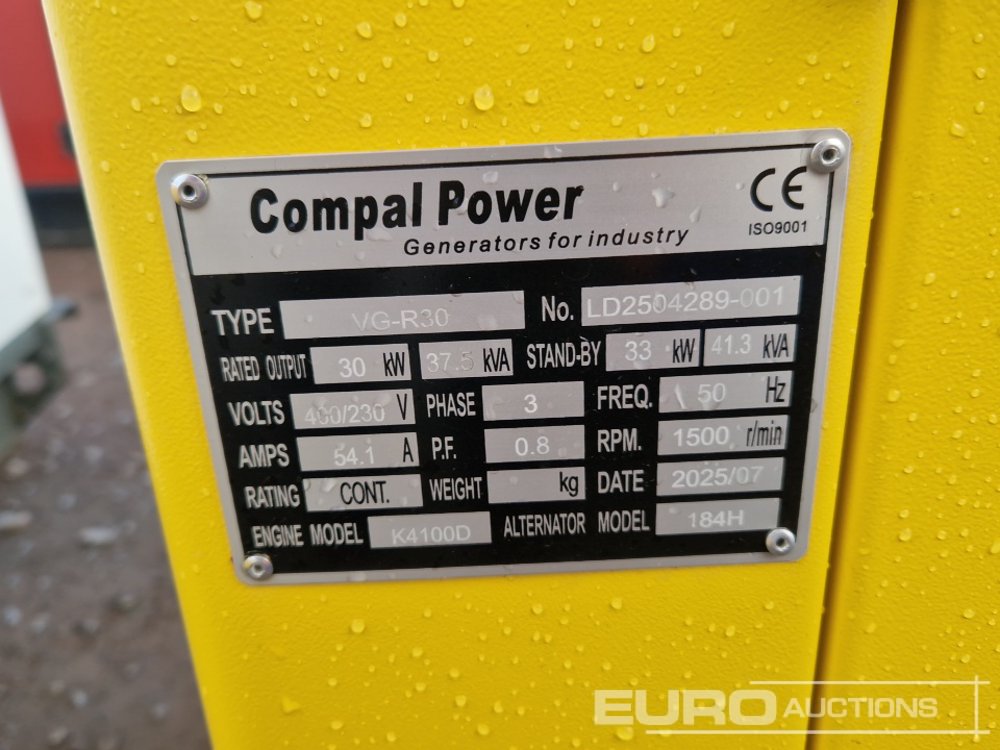 Compal Power
Generators for industry
CE
ISO9001
TYPE VG-R30 No. LD2504289-001
RATED OUTPUT 30 kW 37.5 kVA STAND-BY 33 kW 41.3 kVA
VOLTS 400/230 V PHASE 3 FREQ. 50 Hz
AMPS 54.1 A P.F. 0.8 RPM. 1500 r/min
RATING CONT. WEIGHT kg DATE 2025/07
ENGINE MODEL K4100D ALTERNATOR MODEL 184H
EURO AUCTIONS